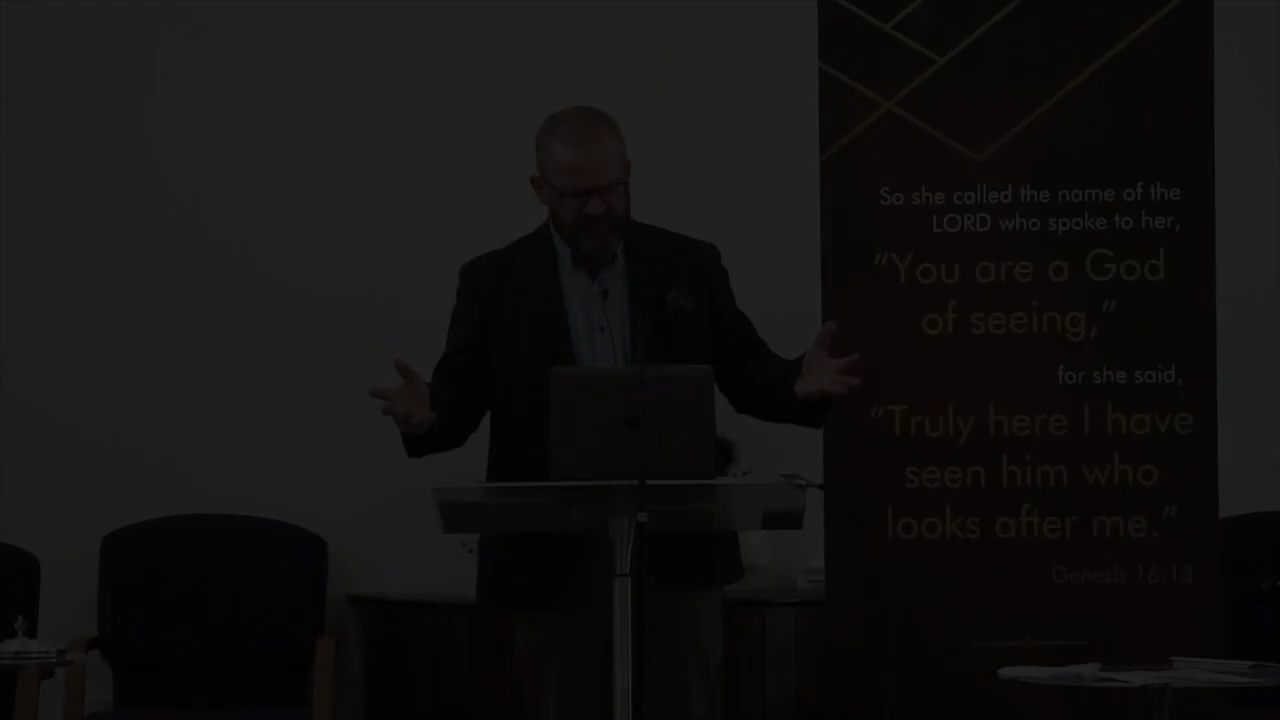 So she called the name of the
LORD who spoke to her,
“You are a God
of seeing,”
for she said,
“Truly here I have
seen him who
looks after me.”
Genesis 16:13